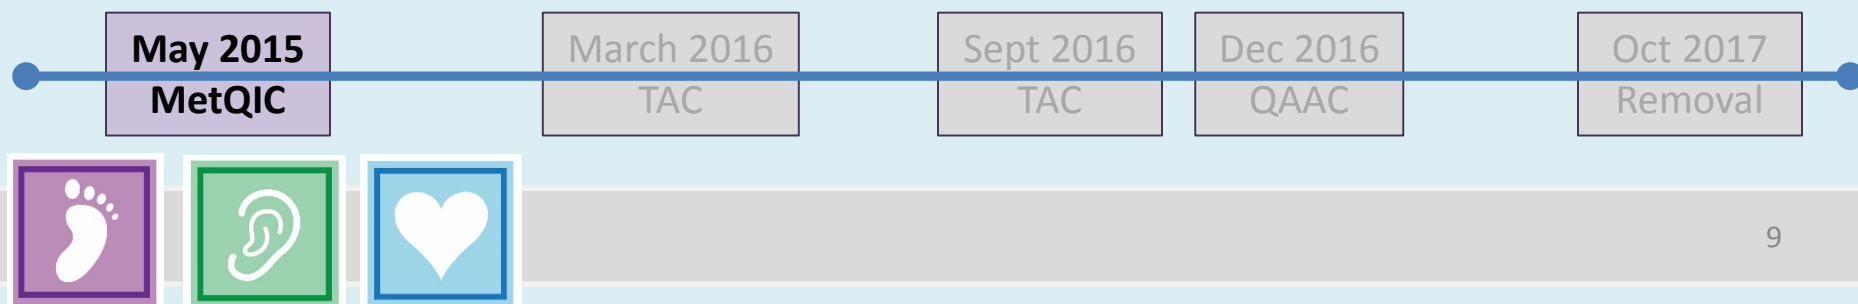 May 2015
MetQIC
March 2016
TAC
Sept 2016
TAC
Dec 2016
QAAC
Oct 2017
Removal
9